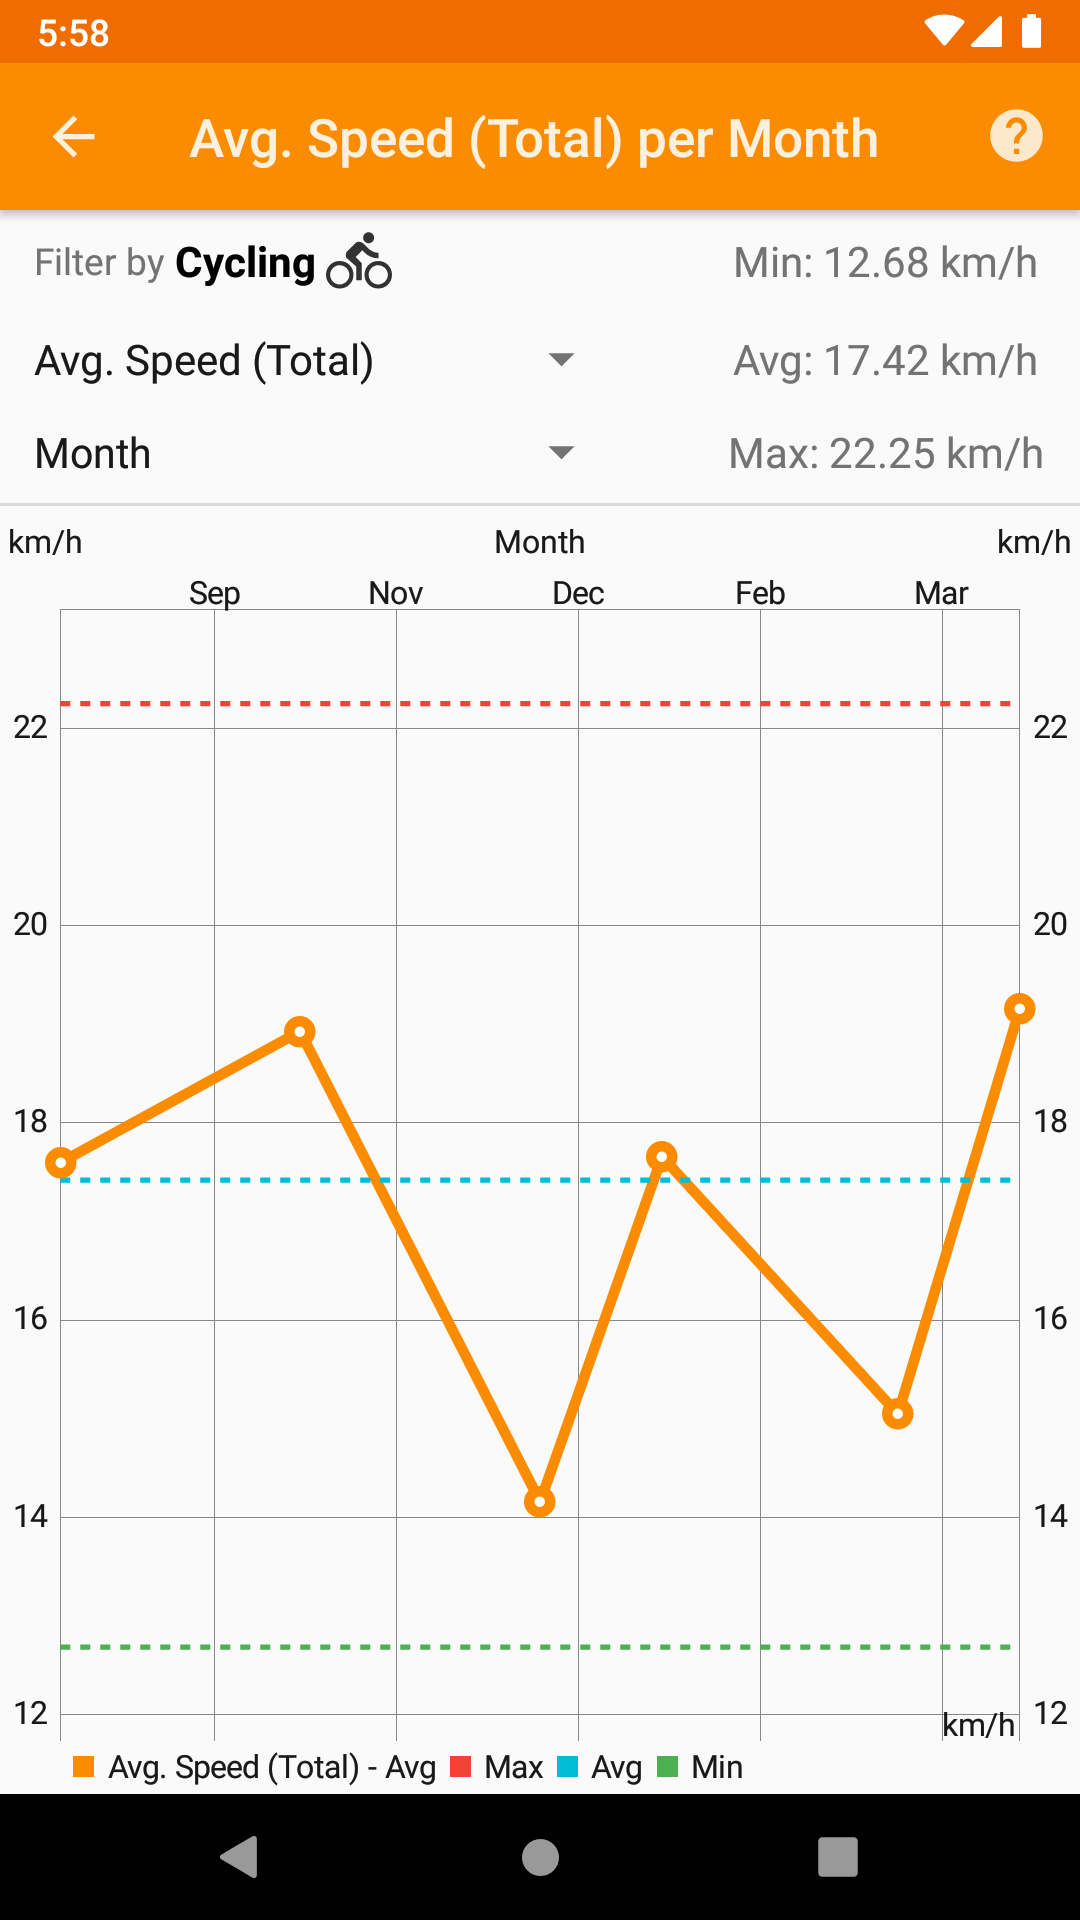 5:58
Avg. Speed (Total) per Month ?
Filter by Cycling Min: 12.68 km/h
Avg. Speed (Total) Avg: 17.42 km/h
Month Max: 22.25 km/h
km/h Month km/h
Sep Nov Dec Feb Mar
22 22
20 20
18 18
16 16
14 14
12 12
km/h
Avg. Speed (Total) - Avg Max Avg Min